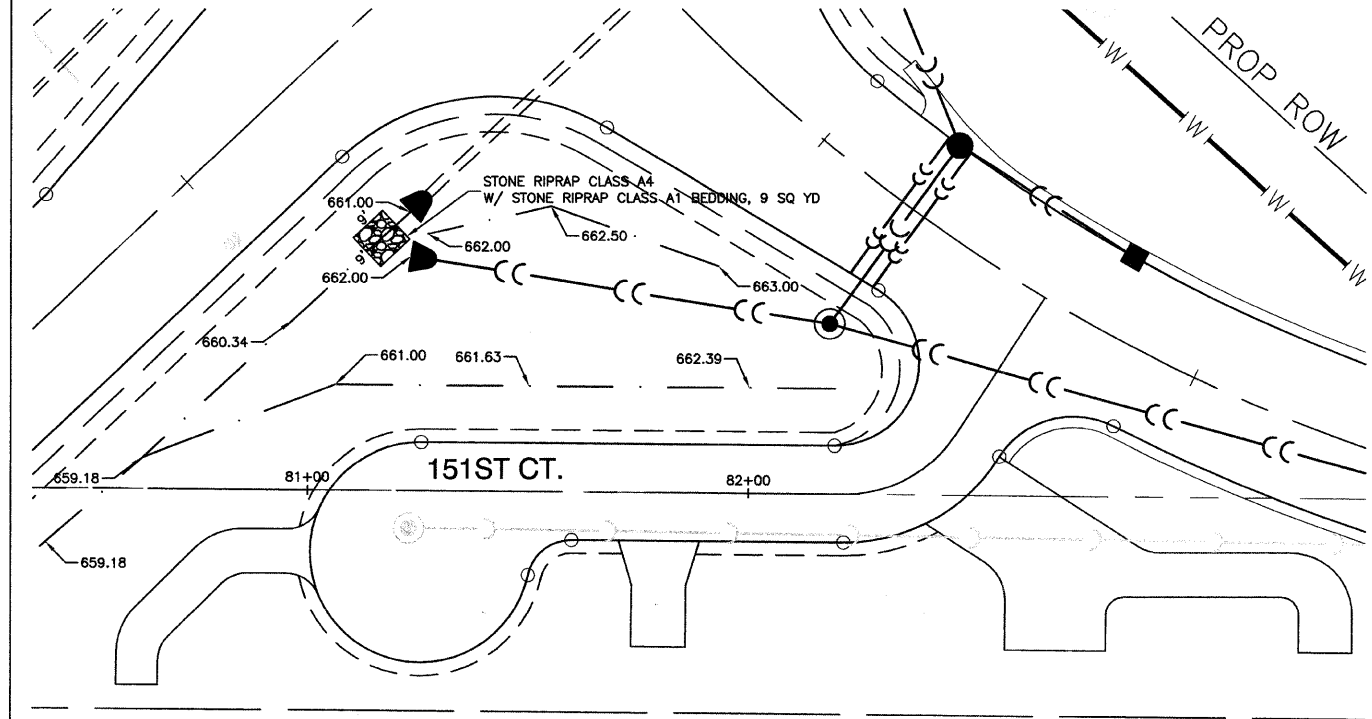 PROP ROW
W
W
W
W
STONE RIPRAP CLASS A4
W/ STONE RIPRAP CLASS A1 BEDDING, 9 SQ YD
661.00
9'
9'
662.00
662.50
662.00
663.00
660.34
661.00
661.63
662.39
659.18
151ST CT.
81+00
82+00
659.18